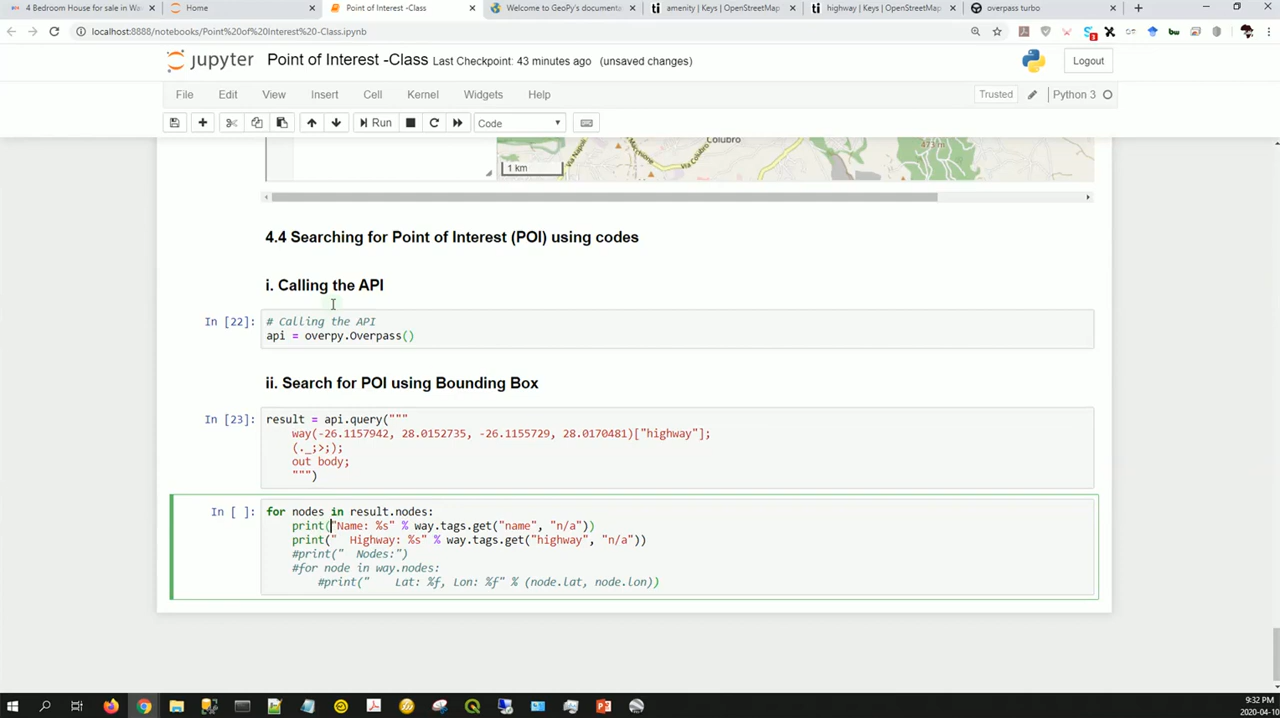 4 Bedroom House for sale in Wa
Home
Point of Interest -Class
Welcome to GeoPy's documenta
amenity | Keys | OpenStreetMap
highway | Keys | OpenStreetMap
overpass turbo
localhost:8888/notebooks/Point%20of%20Interest%20-Class.ipynb
jupyter Point of Interest -Class Last Checkpoint: 43 minutes ago (unsaved changes)
Logout
File Edit View Insert Cell Kernel Widgets Help
Trusted
Python 3
Run
Code
Via Colubro
473 m
1 km
4.4 Searching for Point of Interest (POI) using codes
i. Calling the API
In [22]: # Calling the API
api = overpy.Overpass()
ii. Search for POI using Bounding Box
In [23]: result = api.query("""
way(-26.1157942, 28.0152735, -26.1155729, 28.0170481)["highway"];
(._;>;);
out body;
""")
In [ ]: for nodes in result.nodes:
print("Name: %s" % way.tags.get("name", "n/a"))
print("  Highway: %s" % way.tags.get("highway", "n/a"))
#print("  Nodes:")
#for node in way.nodes:
#print("    Lat: %f, Lon: %f" % (node.lat, node.lon))
9:32 PM
2020-04-10